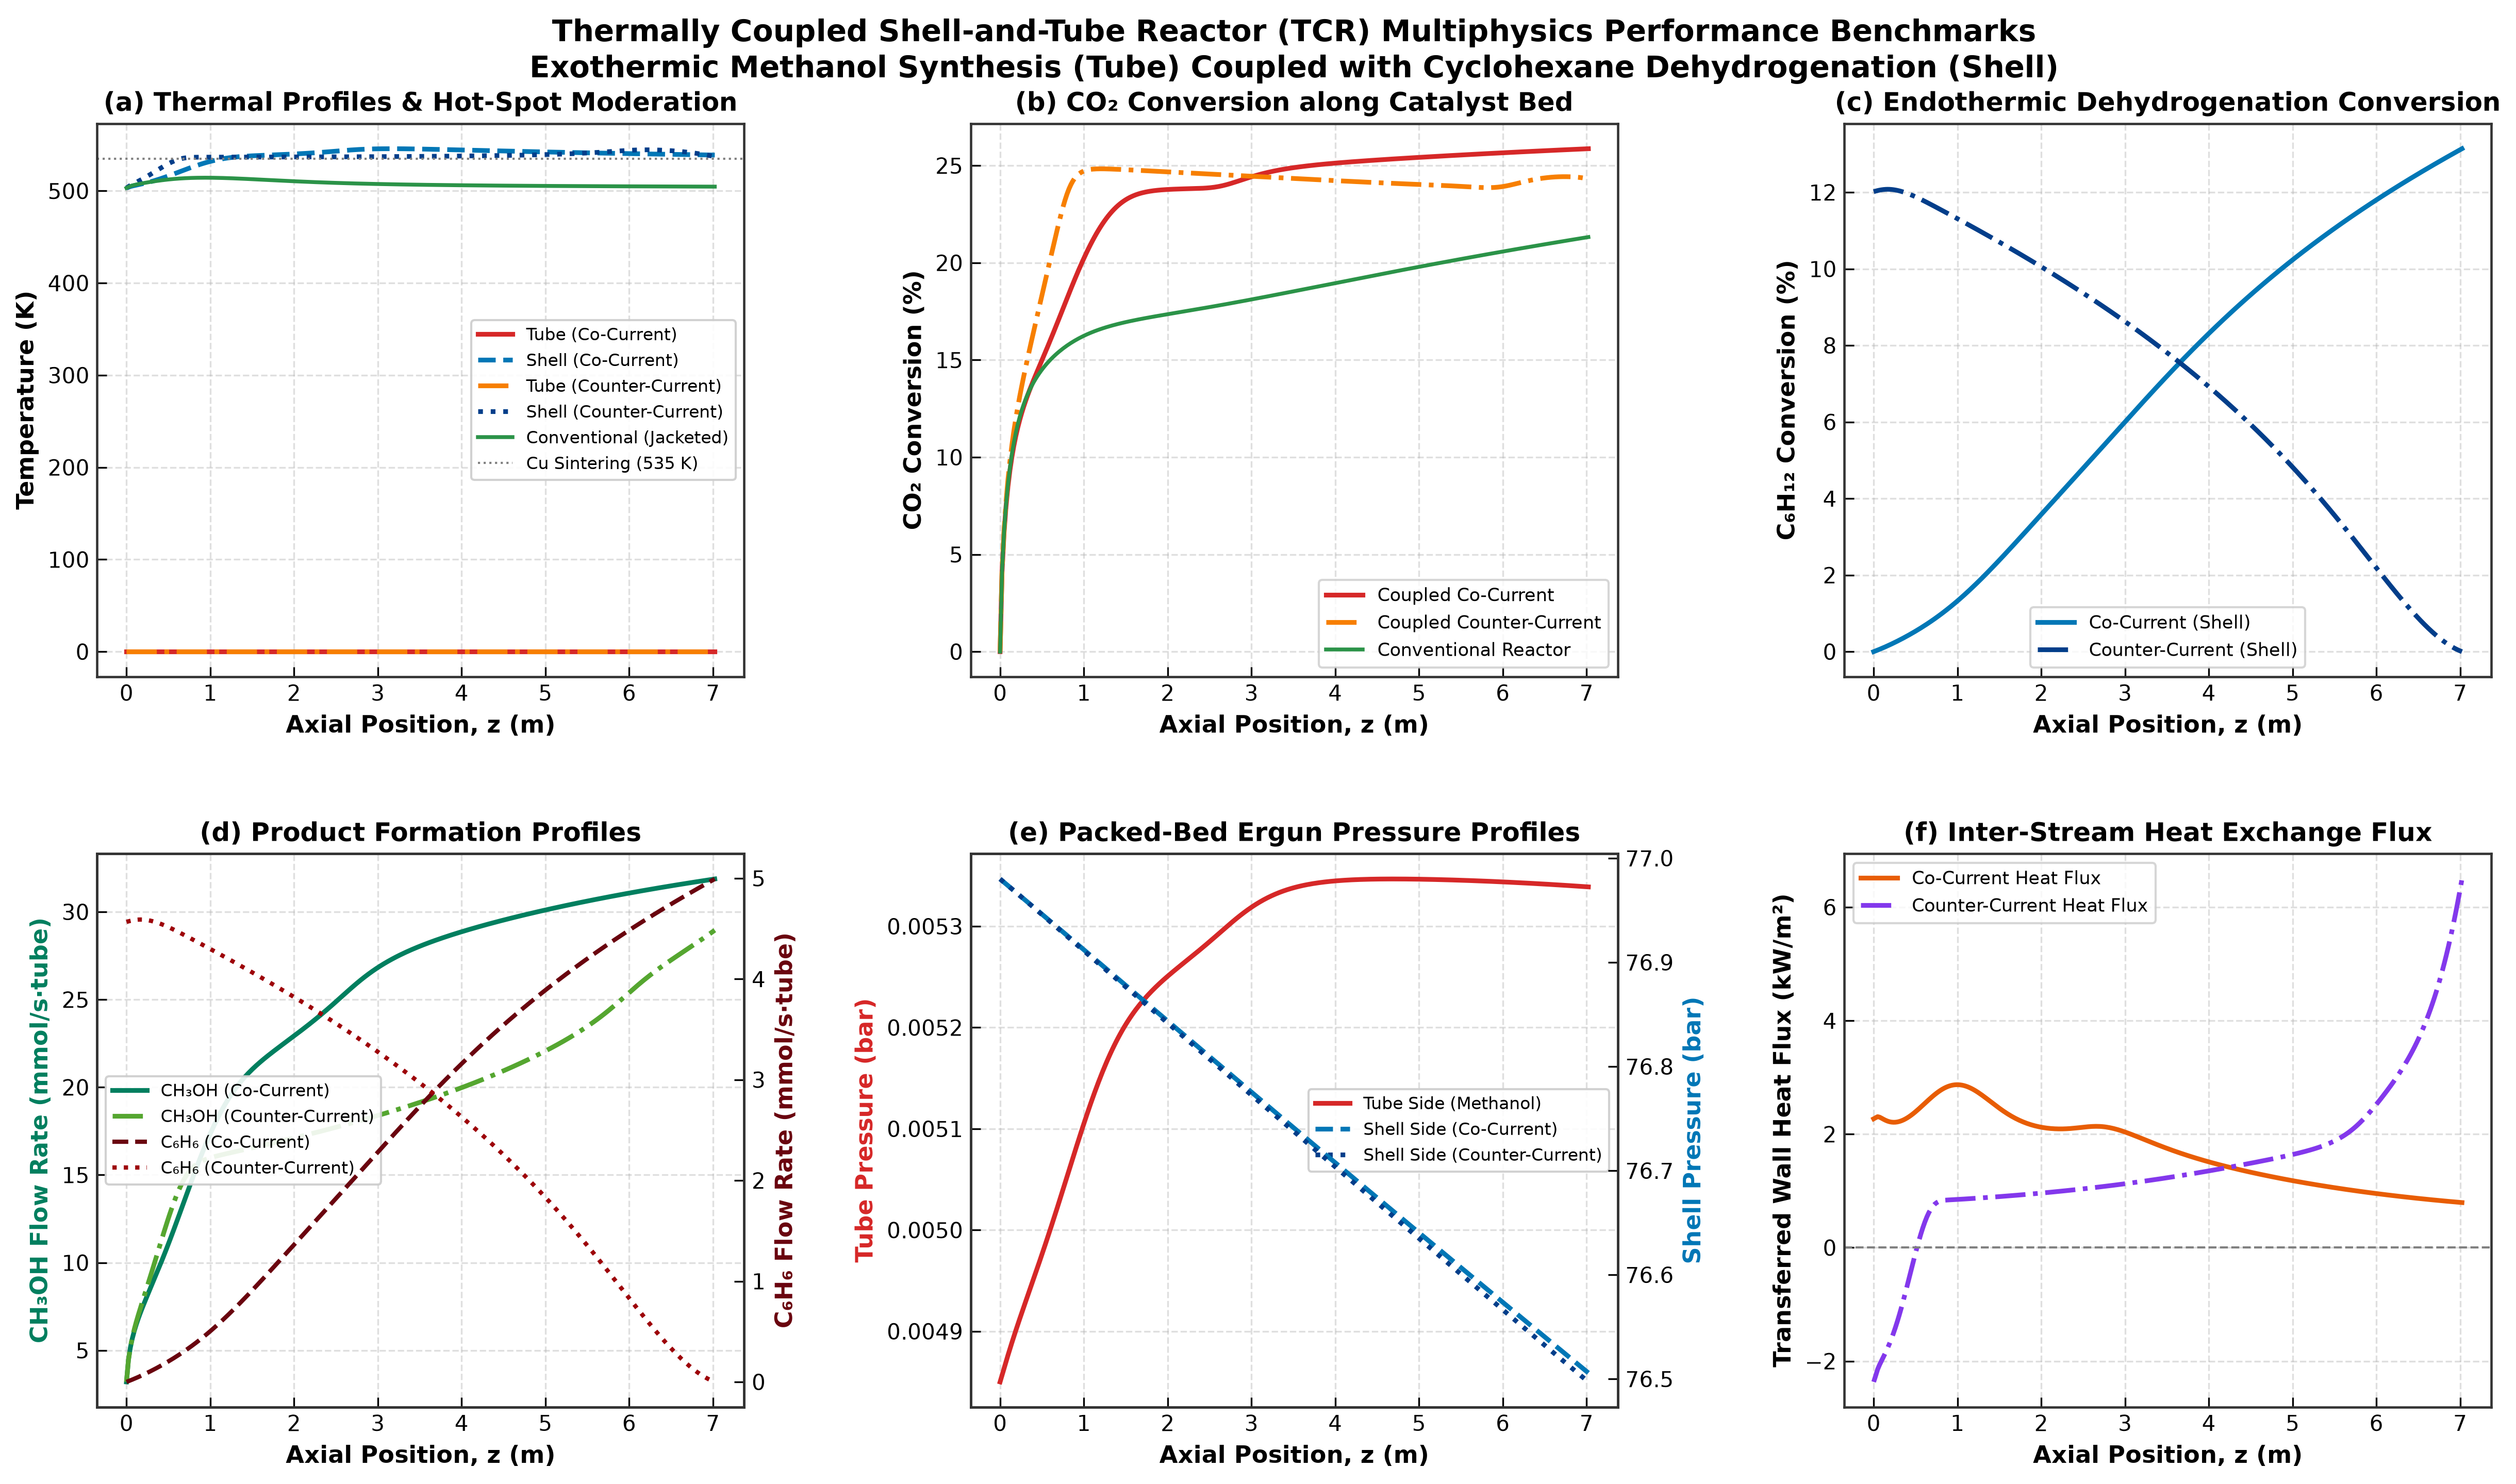 Thermally Coupled Shell-and-Tube Reactor (TCR) Multiphysics Performance Benchmarks
Exothermic Methanol Synthesis (Tube) Coupled with Cyclohexane Dehydrogenation (Shell)
(a) Thermal Profiles & Hot-Spot Moderation
Temperature (K)
500
400
300
200
100
0
Tube (Co-Current)
Shell (Co-Current)
Tube (Counter-Current)
Shell (Counter-Current)
Conventional (Jacketed)
Cu Sintering (535 K)
0 1 2 3 4 5 6 7
Axial Position, z (m)
(b) CO₂ Conversion along Catalyst Bed
CO₂ Conversion (%)
25
20
15
10
5
0
Coupled Co-Current
Coupled Counter-Current
Conventional Reactor
0 1 2 3 4 5 6 7
Axial Position, z (m)
(c) Endothermic Dehydrogenation Conversion
C₆H₁₂ Conversion (%)
12
10
8
6
4
2
0
Co-Current (Shell)
Counter-Current (Shell)
0 1 2 3 4 5 6 7
Axial Position, z (m)
(d) Product Formation Profiles
CH₃OH Flow Rate (mmol/s·tube)
30
25
20
15
10
5
CH₃OH (Co-Current)
CH₃OH (Counter-Current)
C₆H₆ (Co-Current)
C₆H₆ (Counter-Current)
5
4
3
2
1
0
C₆H₆ Flow Rate (mmol/s·tube)
0 1 2 3 4 5 6 7
Axial Position, z (m)
(e) Packed-Bed Ergun Pressure Profiles
Tube Pressure (bar)
0.0053
0.0052
0.0051
0.0050
0.0049
Tube Side (Methanol)
Shell Side (Co-Current)
Shell Side (Counter-Current)
77.0
76.9
76.8
76.7
76.6
76.5
Shell Pressure (bar)
0 1 2 3 4 5 6 7
Axial Position, z (m)
(f) Inter-Stream Heat Exchange Flux
Transferred Wall Heat Flux (kW/m²)
6
4
2
0
−2
Co-Current Heat Flux
Counter-Current Heat Flux
0 1 2 3 4 5 6 7
Axial Position, z (m)